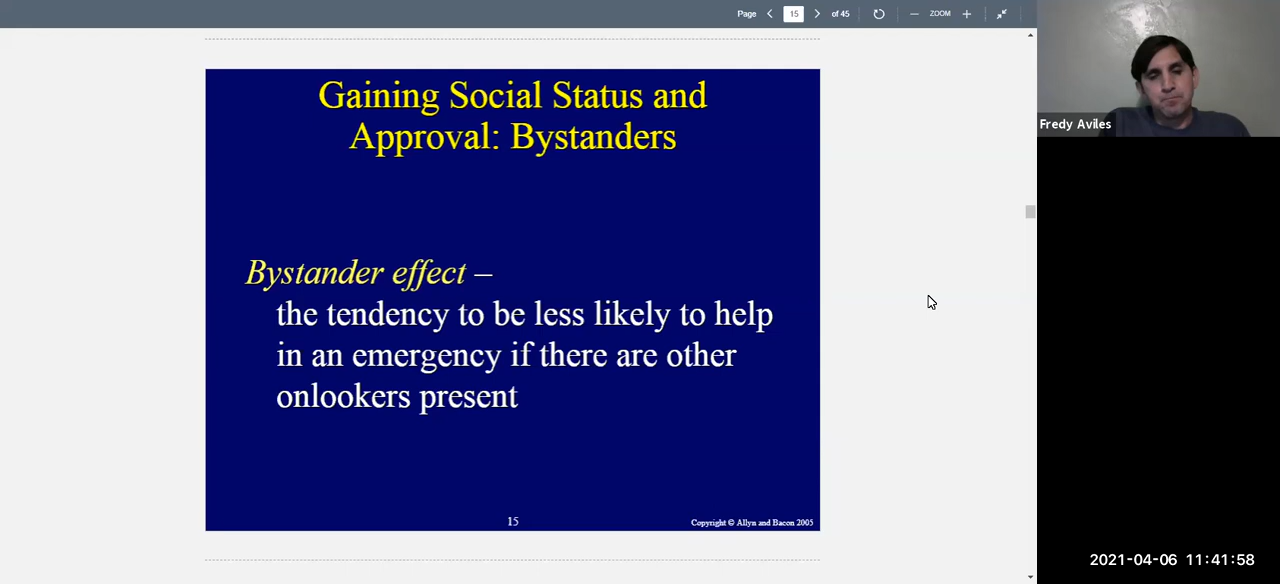 Page 15 of 45 ZOOM
Gaining Social Status and
Approval: Bystanders
Bystander effect –
the tendency to be less likely to help
in an emergency if there are other
onlookers present
15
Copyright © Allyn and Bacon 2005
Fredy Aviles
2021-04-06 11:41:58